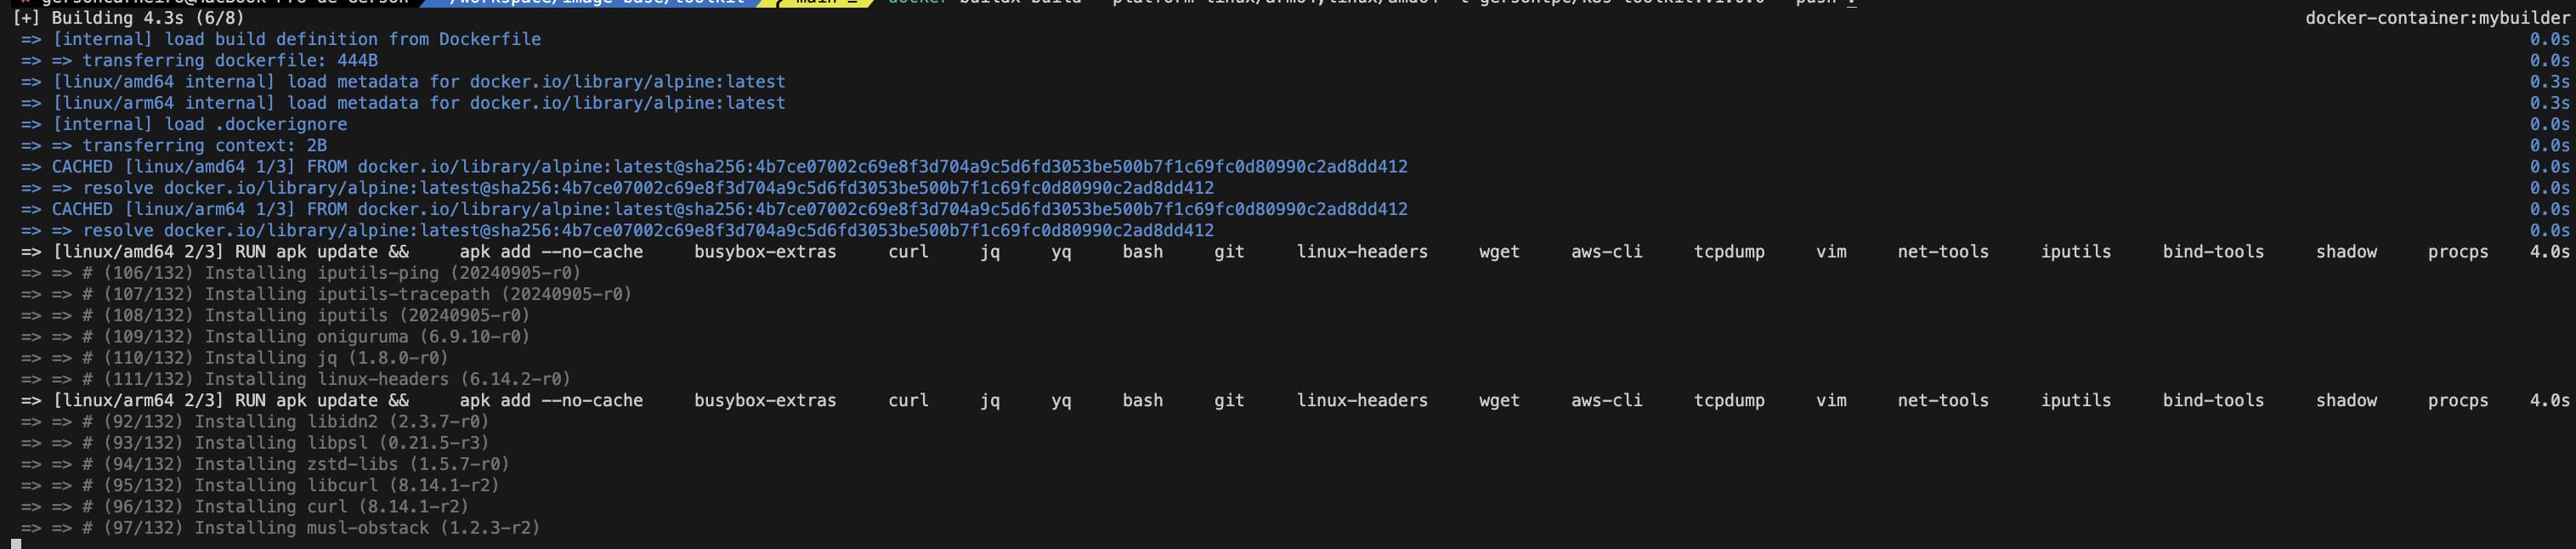 [+] Building 4.3s (6/8) docker-container:mybuilder
=> [internal] load build definition from Dockerfile 0.0s
=> => transferring dockerfile: 444B 0.0s
=> [linux/amd64 internal] load metadata for docker.io/library/alpine:latest 0.3s
=> [linux/arm64 internal] load metadata for docker.io/library/alpine:latest 0.3s
=> [internal] load .dockerignore 0.0s
=> => transferring context: 2B 0.0s
=> CACHED [linux/amd64 1/3] FROM docker.io/library/alpine:latest@sha256:4b7ce07002c69e8f3d704a9c5d6fd3053be500b7f1c69fc0d80990c2ad8dd412 0.0s
=> => resolve docker.io/library/alpine:latest@sha256:4b7ce07002c69e8f3d704a9c5d6fd3053be500b7f1c69fc0d80990c2ad8dd412 0.0s
=> CACHED [linux/arm64 1/3] FROM docker.io/library/alpine:latest@sha256:4b7ce07002c69e8f3d704a9c5d6fd3053be500b7f1c69fc0d80990c2ad8dd412 0.0s
=> => resolve docker.io/library/alpine:latest@sha256:4b7ce07002c69e8f3d704a9c5d6fd3053be500b7f1c69fc0d80990c2ad8dd412 0.0s
=> [linux/amd64 2/3] RUN apk update && apk add --no-cache busybox-extras curl jq yq bash git linux-headers wget aws-cli tcpdump vim net-tools iputils bind-tools shadow procps 4.0s
=> => # (106/132) Installing iputils-ping (20240905-r0)
=> => # (107/132) Installing iputils-tracepath (20240905-r0)
=> => # (108/132) Installing iputils (20240905-r0)
=> => # (109/132) Installing oniguruma (6.9.10-r0)
=> => # (110/132) Installing jq (1.8.0-r0)
=> => # (111/132) Installing linux-headers (6.14.2-r0)
=> [linux/arm64 2/3] RUN apk update && apk add --no-cache busybox-extras curl jq yq bash git linux-headers wget aws-cli tcpdump vim net-tools iputils bind-tools shadow procps 4.0s
=> => # (92/132) Installing libidn2 (2.3.7-r0)
=> => # (93/132) Installing libpsl (0.21.5-r3)
=> => # (94/132) Installing zstd-libs (1.5.7-r0)
=> => # (95/132) Installing libcurl (8.14.1-r2)
=> => # (96/132) Installing curl (8.14.1-r2)
=> => # (97/132) Installing musl-obstack (1.2.3-r2)